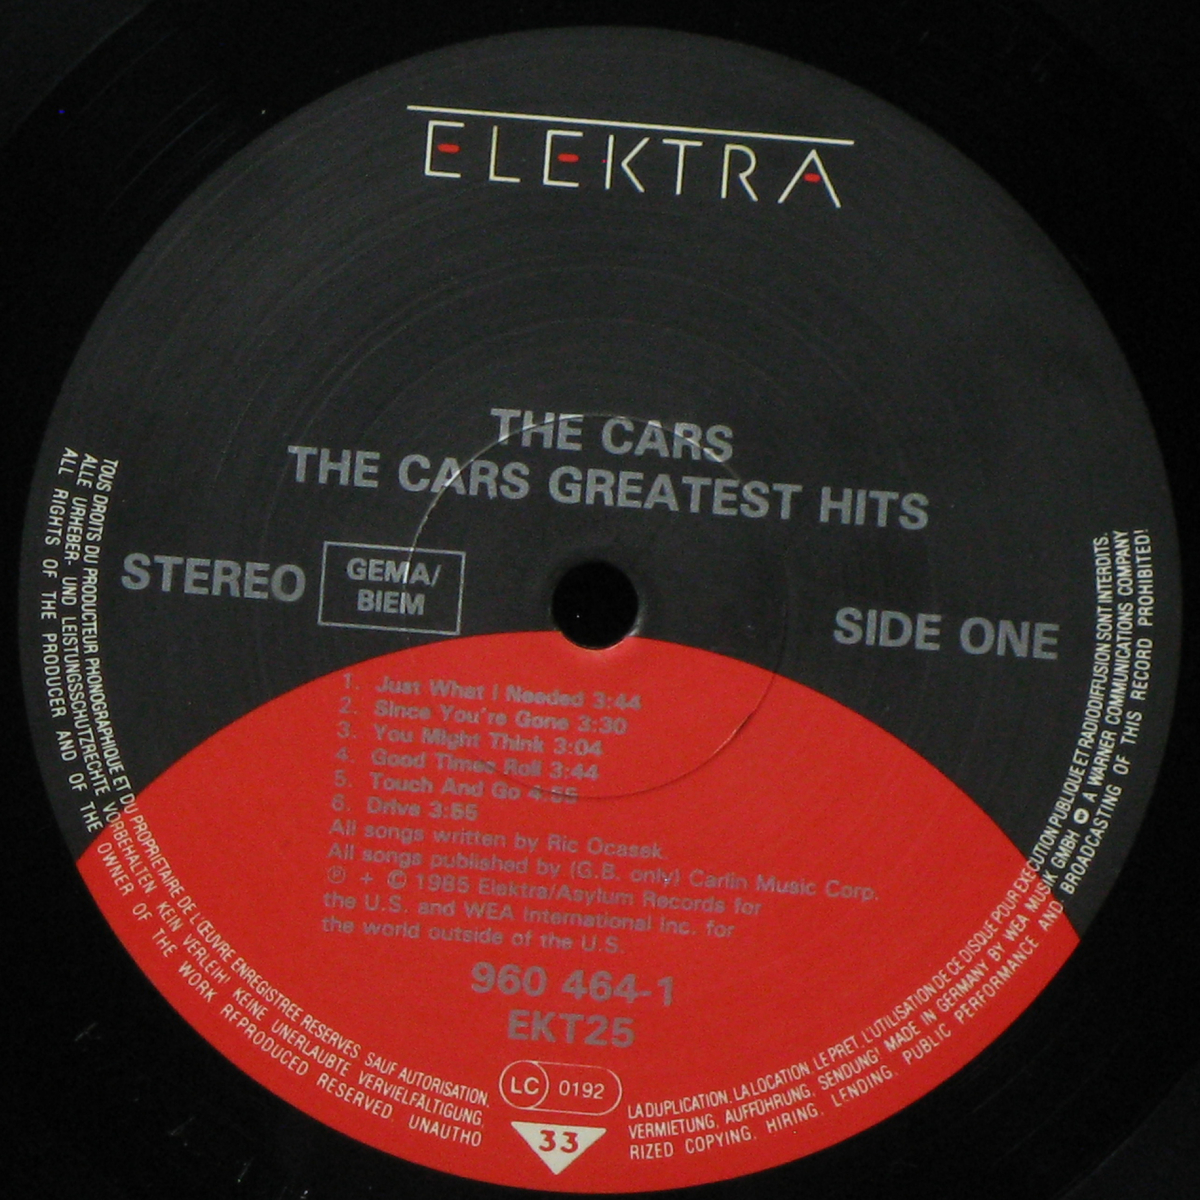 ELEKTRA
THE CARS
THE CARS GREATEST HITS
STEREO
GEMA/
BIEM
SIDE ONE
1. Just What I Needed 3:44
2. Since You're Gone 3:30
3. You Might Think 3:04
4. Good Times Roll 3:44
5. Touch And Go 4:55
6. Drive 3:55
All songs written by Ric Ocasek
All songs published by (G.B. only) Carlin Music Corp.
℗ + © 1985 Elektra/Asylum Records for
the U.S. and WEA International Inc. for
the world outside of the U.S.
960 464-1
EKT25
LC 0192
33
TOUS DROITS DU PRODUCTEUR PHONOGRAPHIQUE ET DU PROPRIETAIRE DE L'ŒUVRE ENREGISTREE RESERVES. SAUF AUTORISATION, LA DUPLICATION, LA LOCATION, LE PRET, L'UTILISATION DE CE DISQUE POUR EXECUTION PUBLIQUE ET RADIODIFFUSION SONT INTERDITS.
ALLE URHEBER- UND LEISTUNGSSCHUTZRECHTE VORBEHALTEN. KEIN VERLEIH! KEINE UNERLAUBTE VERVIELFÄLTIGUNG, VERMIETUNG, AUFFÜHRUNG, SENDUNG! MADE IN GERMANY BY WEA MUSIK GMBH A WARNER COMMUNICATIONS COMPANY
ALL RIGHTS OF THE PRODUCER AND OF THE OWNER OF THE WORK REPRODUCED RESERVED. UNAUTHORIZED COPYING, HIRING, LENDING, PUBLIC PERFORMANCE AND BROADCASTING OF THIS RECORD PROHIBITED!